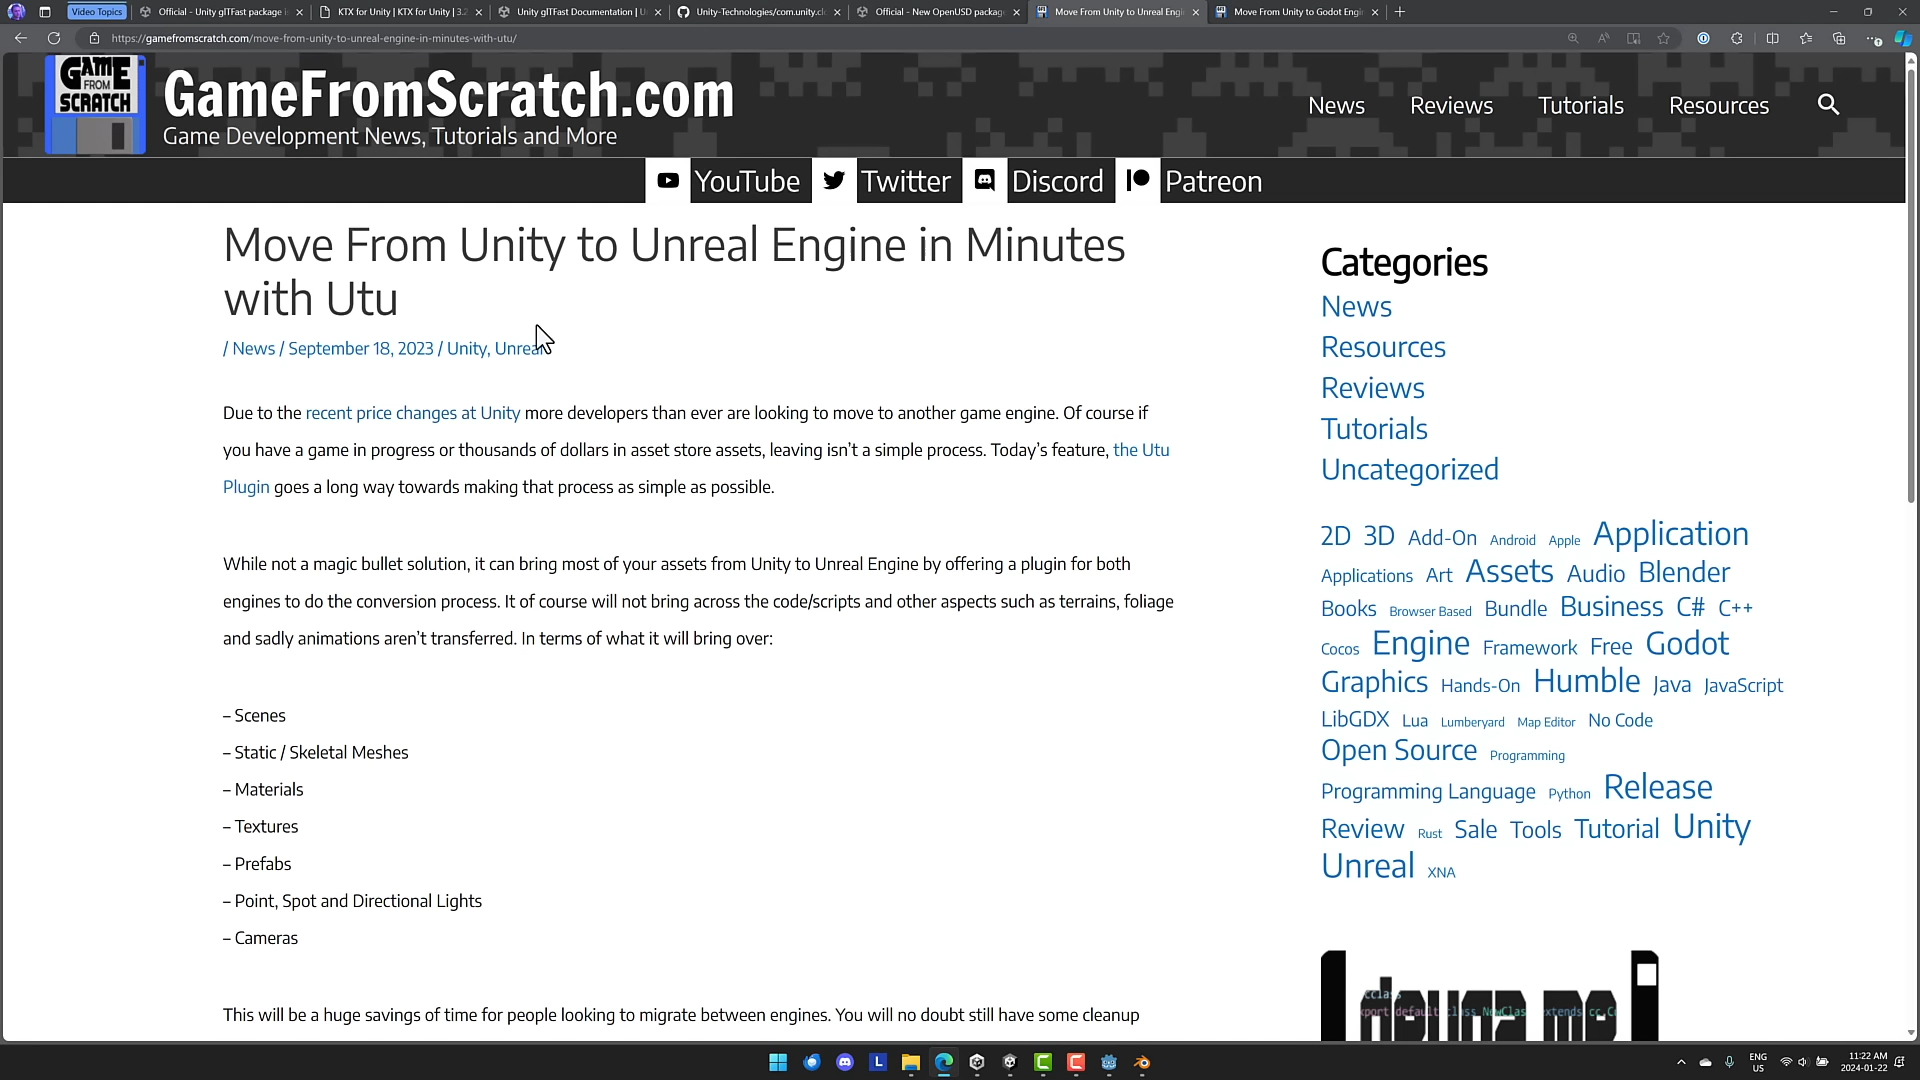 Video Topics
Official - Unity glTFast package is
KTX for Unity | KTX for Unity | 3.2
Unity glTFast Documentation | U
Unity-Technologies/com.unity.cl
Official - New OpenUSD package
Move From Unity to Unreal Engi
Move From Unity to Godot Engi
https://gamefromscratch.com/move-from-unity-to-unreal-engine-in-minutes-with-utu/
GAME
FROM
SCRATCH
GameFromScratch.com
Game Development News, Tutorials and More
News
Reviews
Tutorials
Resources
YouTube
Twitter
Discord
Patreon
Move From Unity to Unreal Engine in Minutes
with Utu
/ News / September 18, 2023 / Unity, Unreal
Due to the recent price changes at Unity more developers than ever are looking to move to another game engine. Of course if
you have a game in progress or thousands of dollars in asset store assets, leaving isn't a simple process. Today's feature, the Utu
Plugin goes a long way towards making that process as simple as possible.
While not a magic bullet solution, it can bring most of your assets from Unity to Unreal Engine by offering a plugin for both
engines to do the conversion process. It of course will not bring across the code/scripts and other aspects such as terrains, foliage
and sadly animations aren't transferred. In terms of what it will bring over:
– Scenes
– Static / Skeletal Meshes
– Materials
– Textures
– Prefabs
– Point, Spot and Directional Lights
– Cameras
This will be a huge savings of time for people looking to migrate between engines. You will no doubt still have some cleanup
Categories
News
Resources
Reviews
Tutorials
Uncategorized
2D 3D Add-On Android Apple Application
Applications Art Assets Audio Blender
Books Browser Based Bundle Business C# C++
Cocos Engine Framework Free Godot
Graphics Hands-On Humble Java JavaScript
LibGDX Lua Lumberyard Map Editor No Code
Open Source Programming
Programming Language Python Release
Review Rust Sale Tools Tutorial Unity
Unreal XNA
ENG
US
11:22 AM
2024-01-22